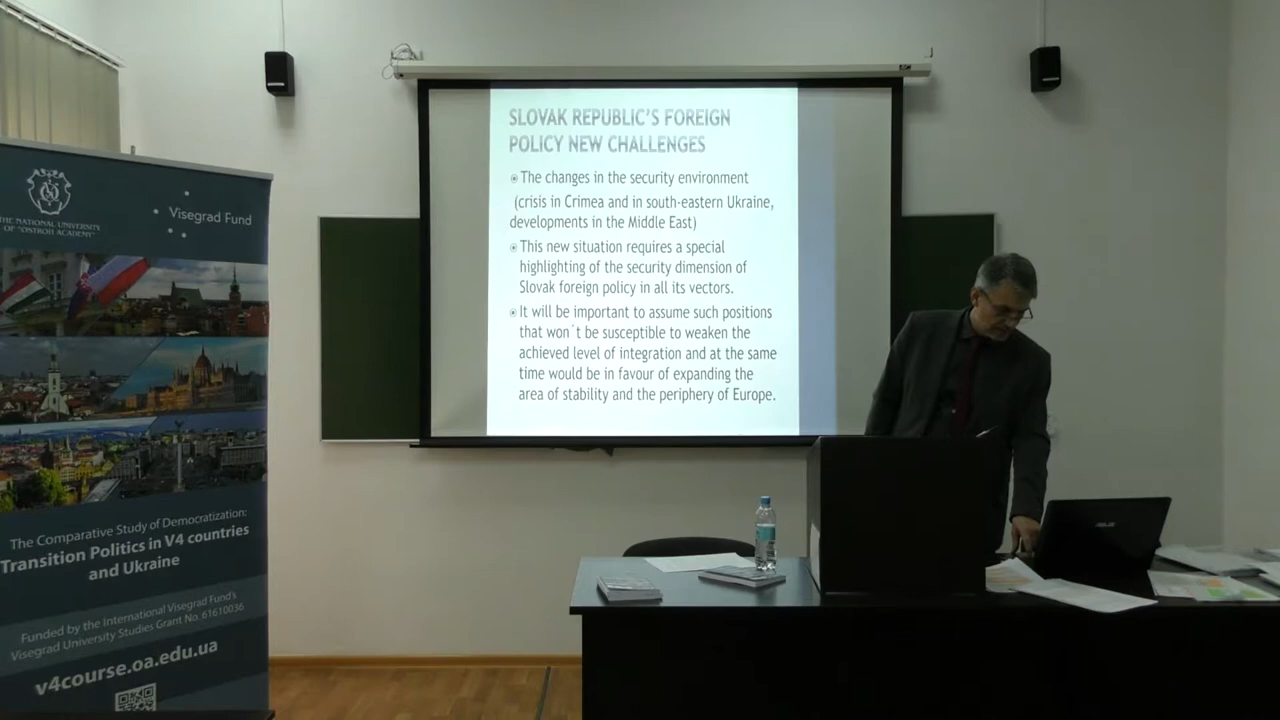 THE NATIONAL UNIVERSITY
OF "OSTROH ACADEMY"
Visegrad Fund
The Comparative Study of Democratization:
Transition Politics in V4 countries
and Ukraine
Funded by the International Visegrad Fund's
Visegrad University Studies Grant No. 61610036
v4course.oa.edu.ua
SLOVAK REPUBLIC'S FOREIGN
POLICY NEW CHALLENGES
The changes in the security environment
(crisis in Crimea and in south-eastern Ukraine,
developments in the Middle East)
This new situation requires a special
highlighting of the security dimension of
Slovak foreign policy in all its vectors.
It will be important to assume such positions
that won´t be susceptible to weaken the
achieved level of integration and at the same
time would be in favour of expanding the
area of stability and the periphery of Europe.
ASUS